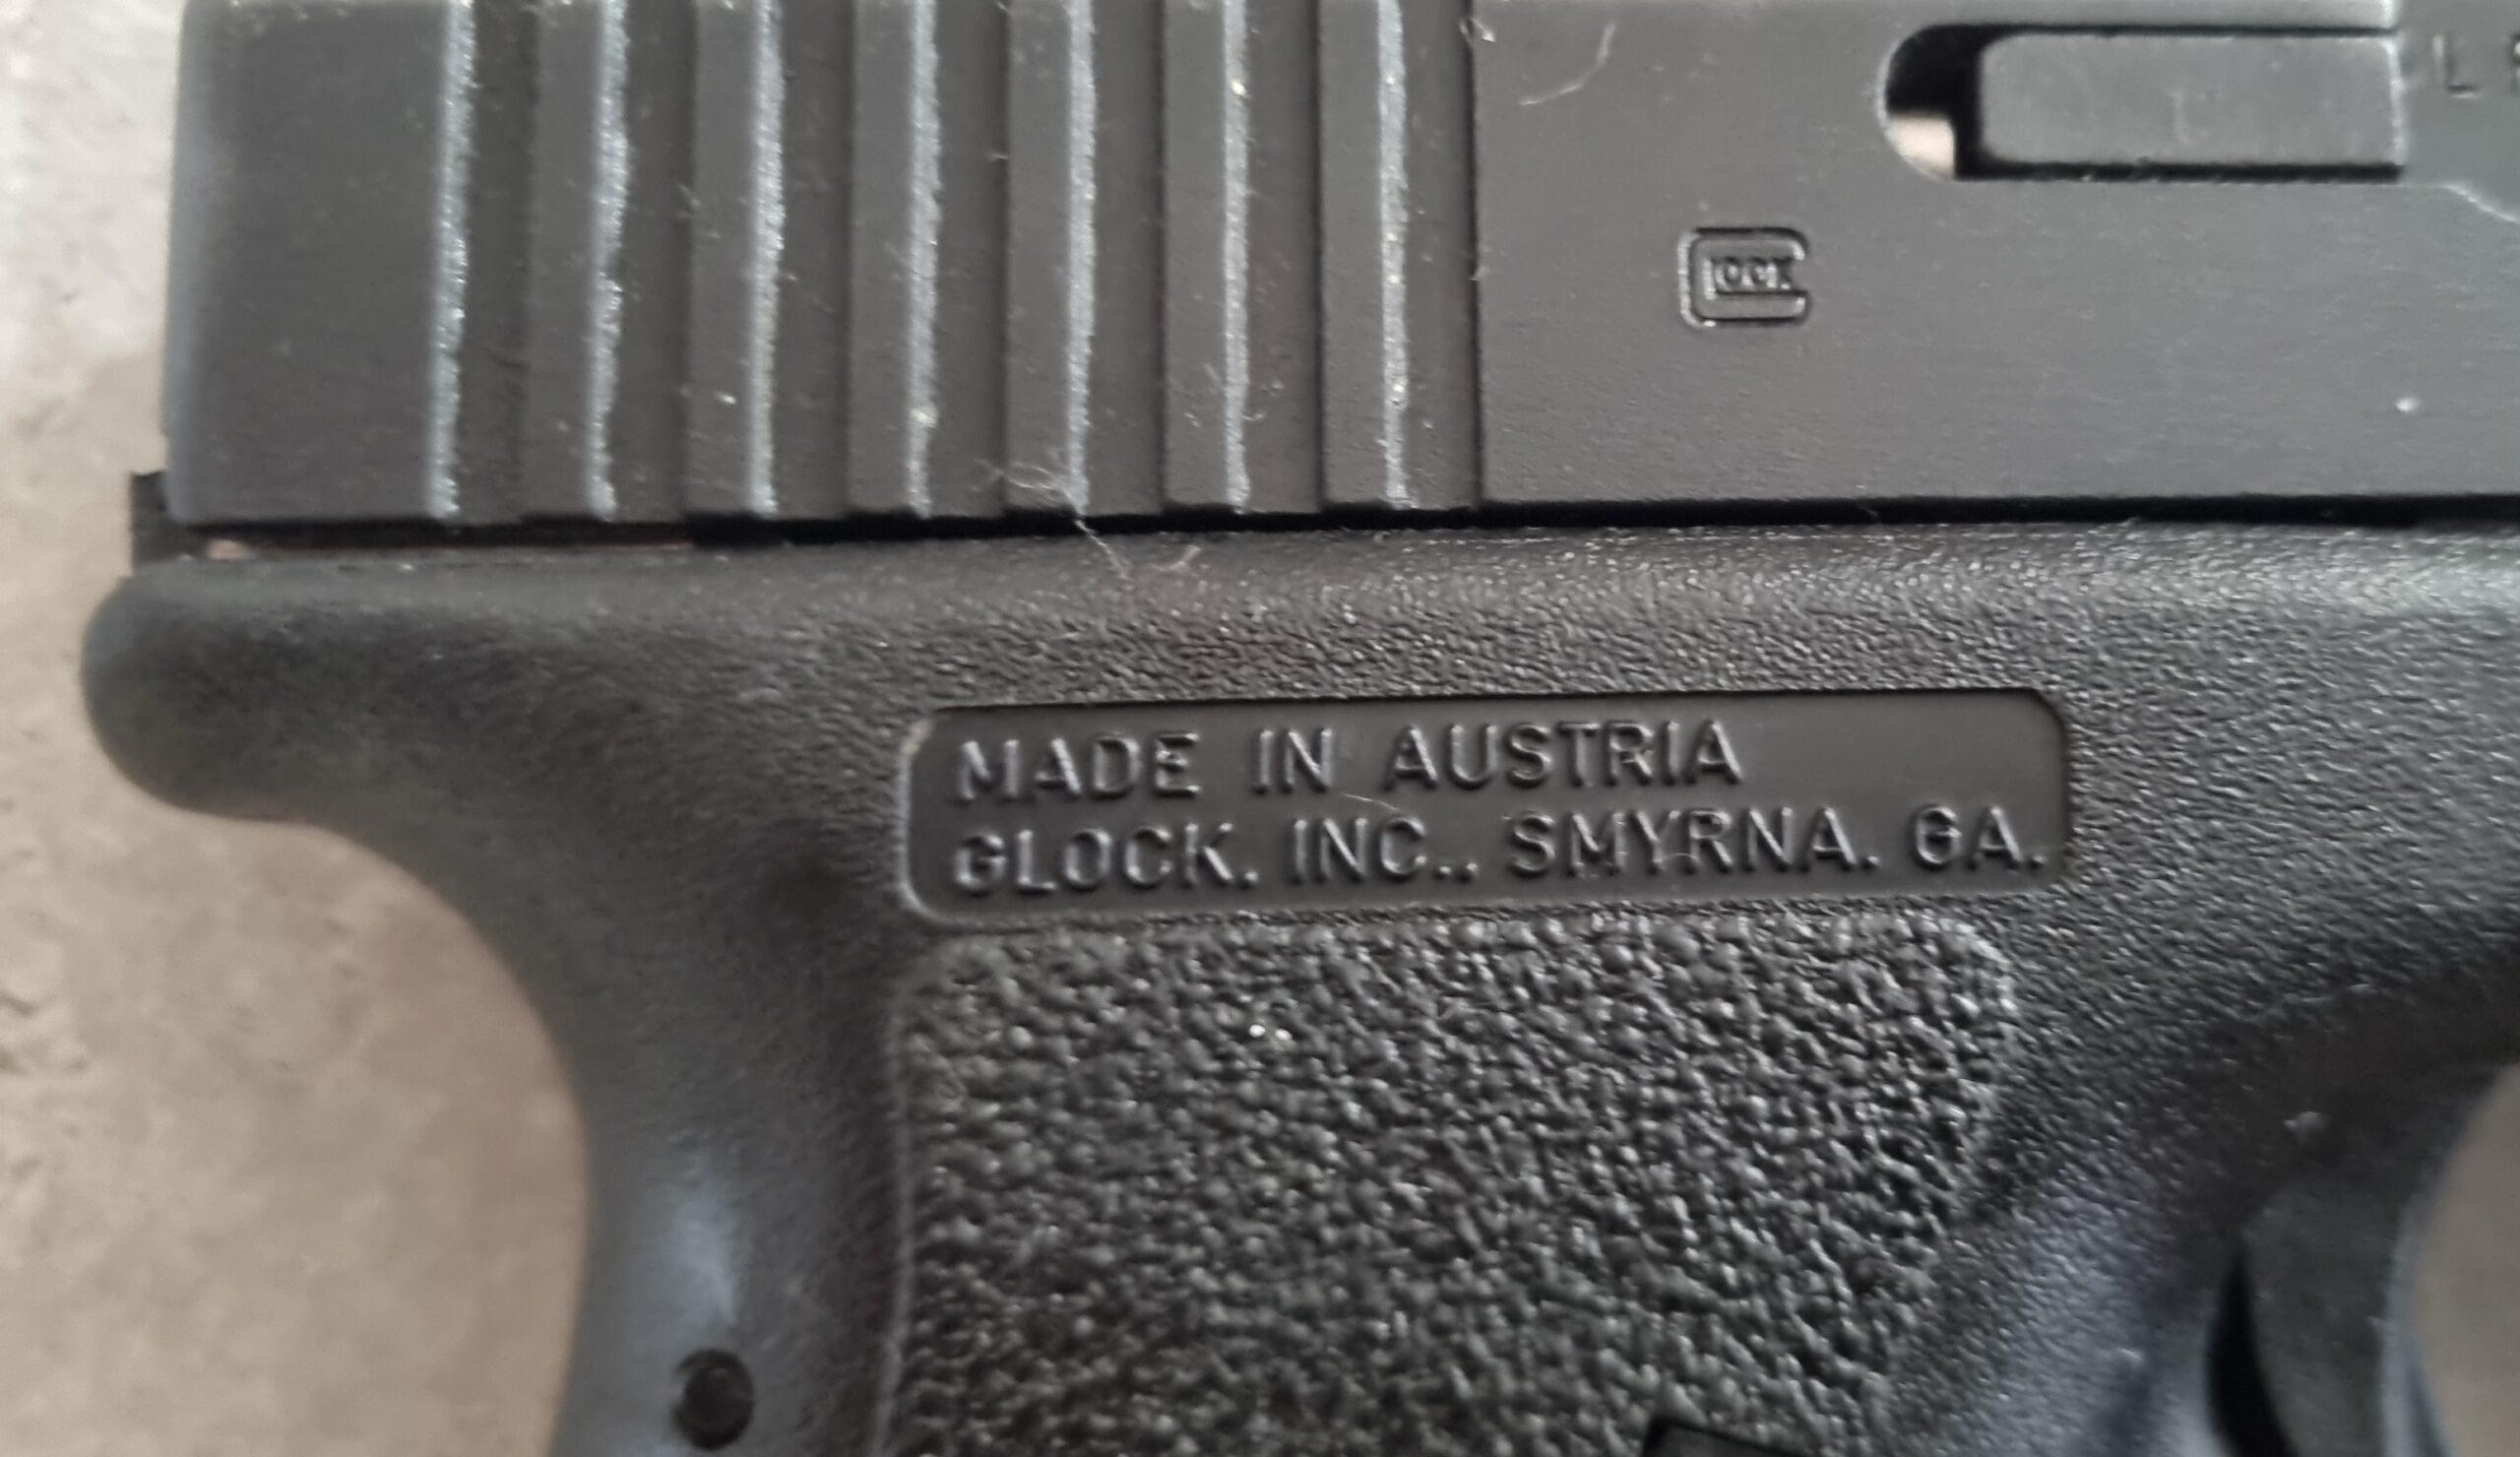 GLOCK
MADE IN AUSTRIA
GLOCK. INC.. SMYRNA. GA.